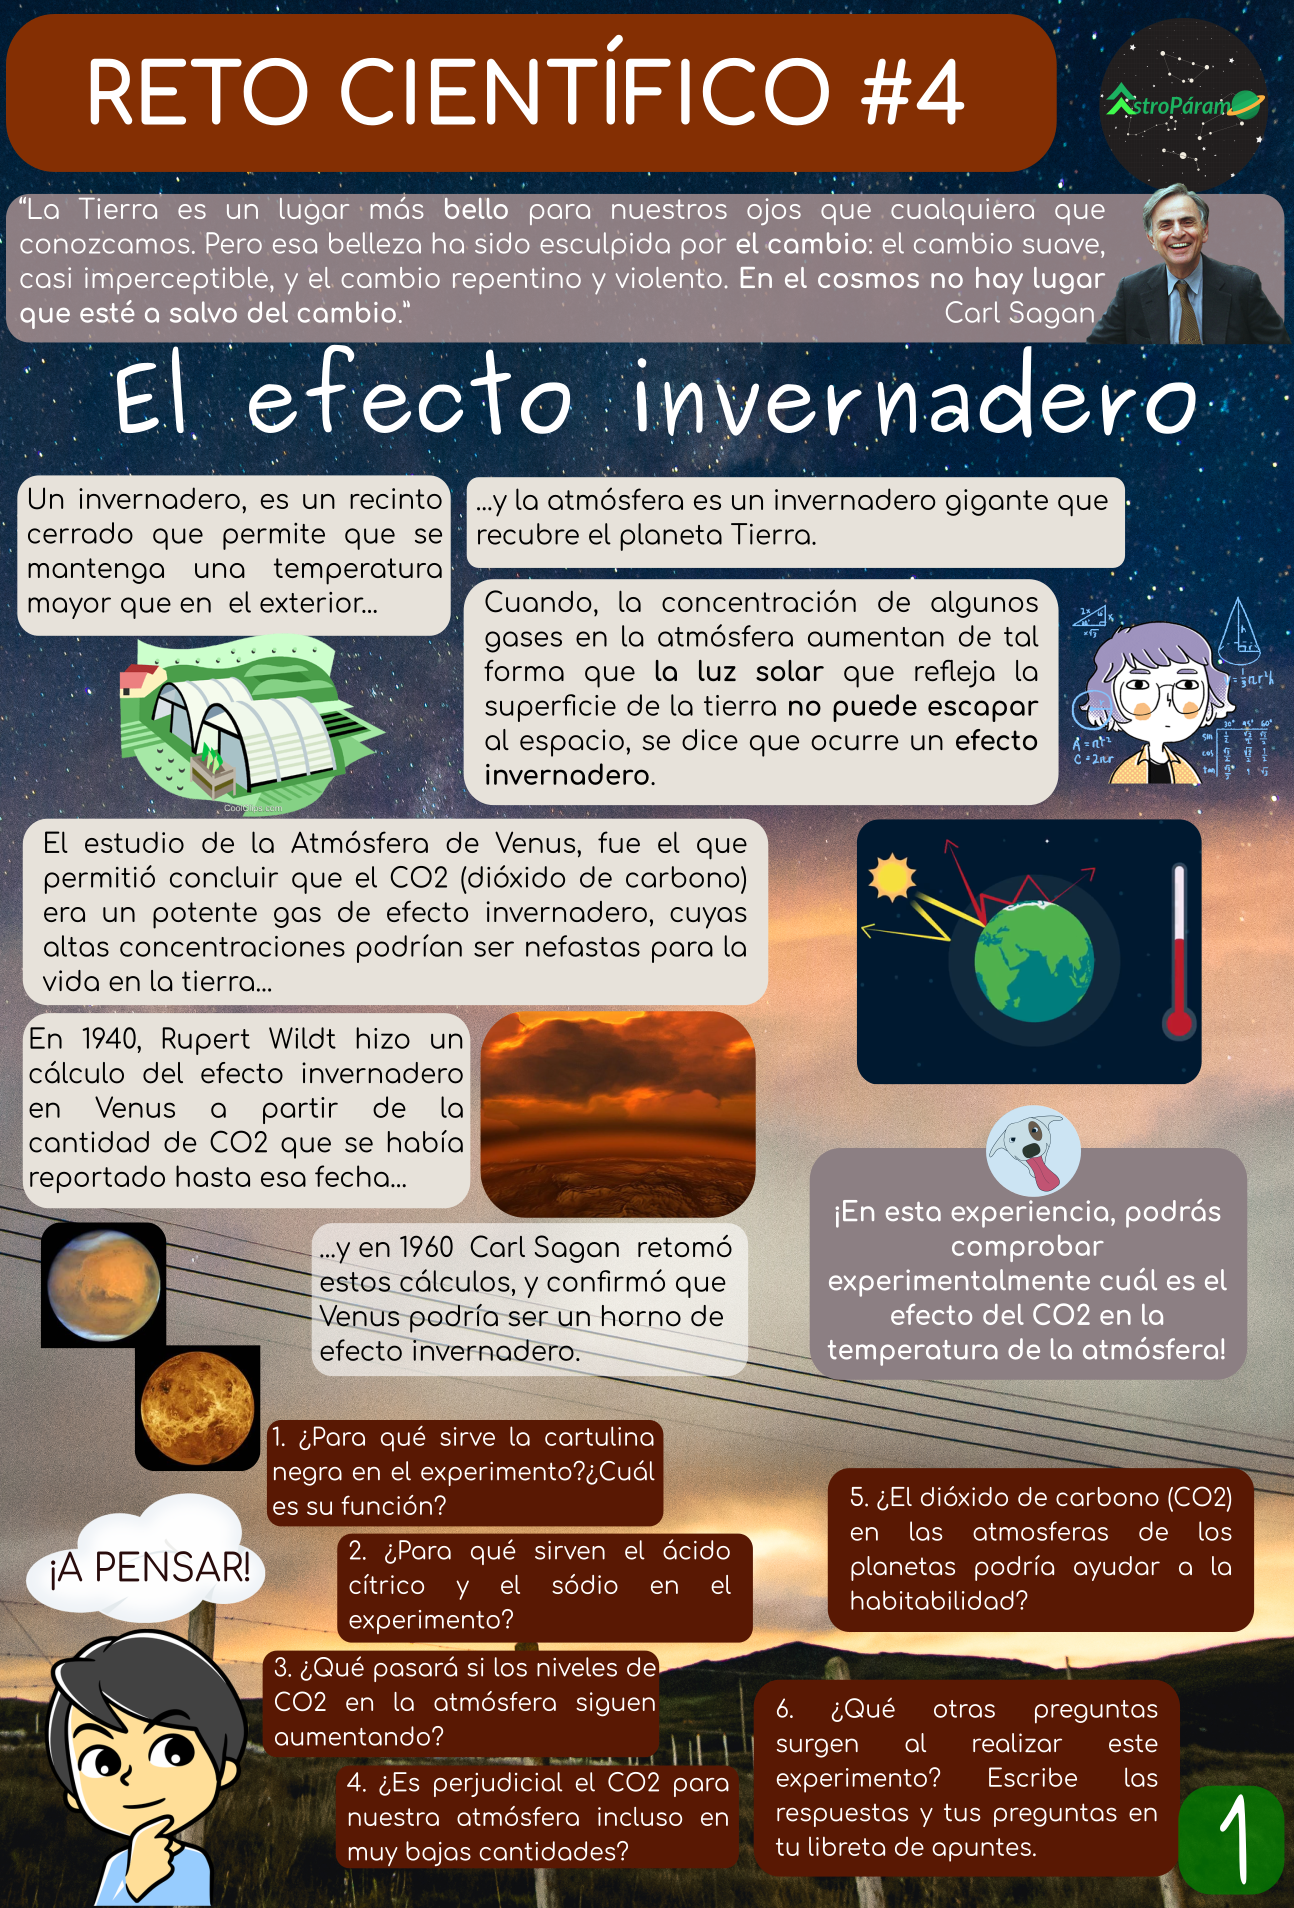 RETO CIENTÍFICO #4
AstroPáramo
“La Tierra es un lugar más bello para nuestros ojos que cualquiera que
conozcamos. Pero esa belleza ha sido esculpida por el cambio: el cambio suave,
casi imperceptible, y el cambio repentino y violento. En el cosmos no hay lugar
que esté a salvo del cambio.”
Carl Sagan
El efecto invernadero
Un invernadero, es un recinto
cerrado que permite que se
mantenga una temperatura
mayor que en el exterior...
...y la atmósfera es un invernadero gigante que
recubre el planeta Tierra.
Cuando, la concentración de algunos
gases en la atmósfera aumentan de tal
forma que la luz solar que refleja la
superficie de la tierra no puede escapar
al espacio, se dice que ocurre un efecto
invernadero.
A = πr²
C = 2πr
30° 45° 60°
sin
cos
tan
CoolClips.com
El estudio de la Atmósfera de Venus, fue el que
permitió concluir que el CO2 (dióxido de carbono)
era un potente gas de efecto invernadero, cuyas
altas concentraciones podrían ser nefastas para la
vida en la tierra...
En 1940, Rupert Wildt hizo un
cálculo del efecto invernadero
en Venus a partir de la
cantidad de CO2 que se había
reportado hasta esa fecha...
...y en 1960 Carl Sagan retomó
estos cálculos, y confirmó que
Venus podría ser un horno de
efecto invernadero.
¡En esta experiencia, podrás
comprobar
experimentalmente cuál es el
efecto del CO2 en la
temperatura de la atmósfera!
¡A PENSAR!
1. ¿Para qué sirve la cartulina
negra en el experimento?¿Cuál
es su función?
2. ¿Para qué sirven el ácido
cítrico y el sódio en el
experimento?
3. ¿Qué pasará si los niveles de
CO2 en la atmósfera siguen
aumentando?
4. ¿Es perjudicial el CO2 para
nuestra atmósfera incluso en
muy bajas cantidades?
5. ¿El dióxido de carbono (CO2)
en las atmosferas de los
planetas podría ayudar a la
habitabilidad?
6. ¿Qué otras preguntas
surgen al realizar este
experimento? Escribe las
respuestas y tus preguntas en
tu libreta de apuntes.
1